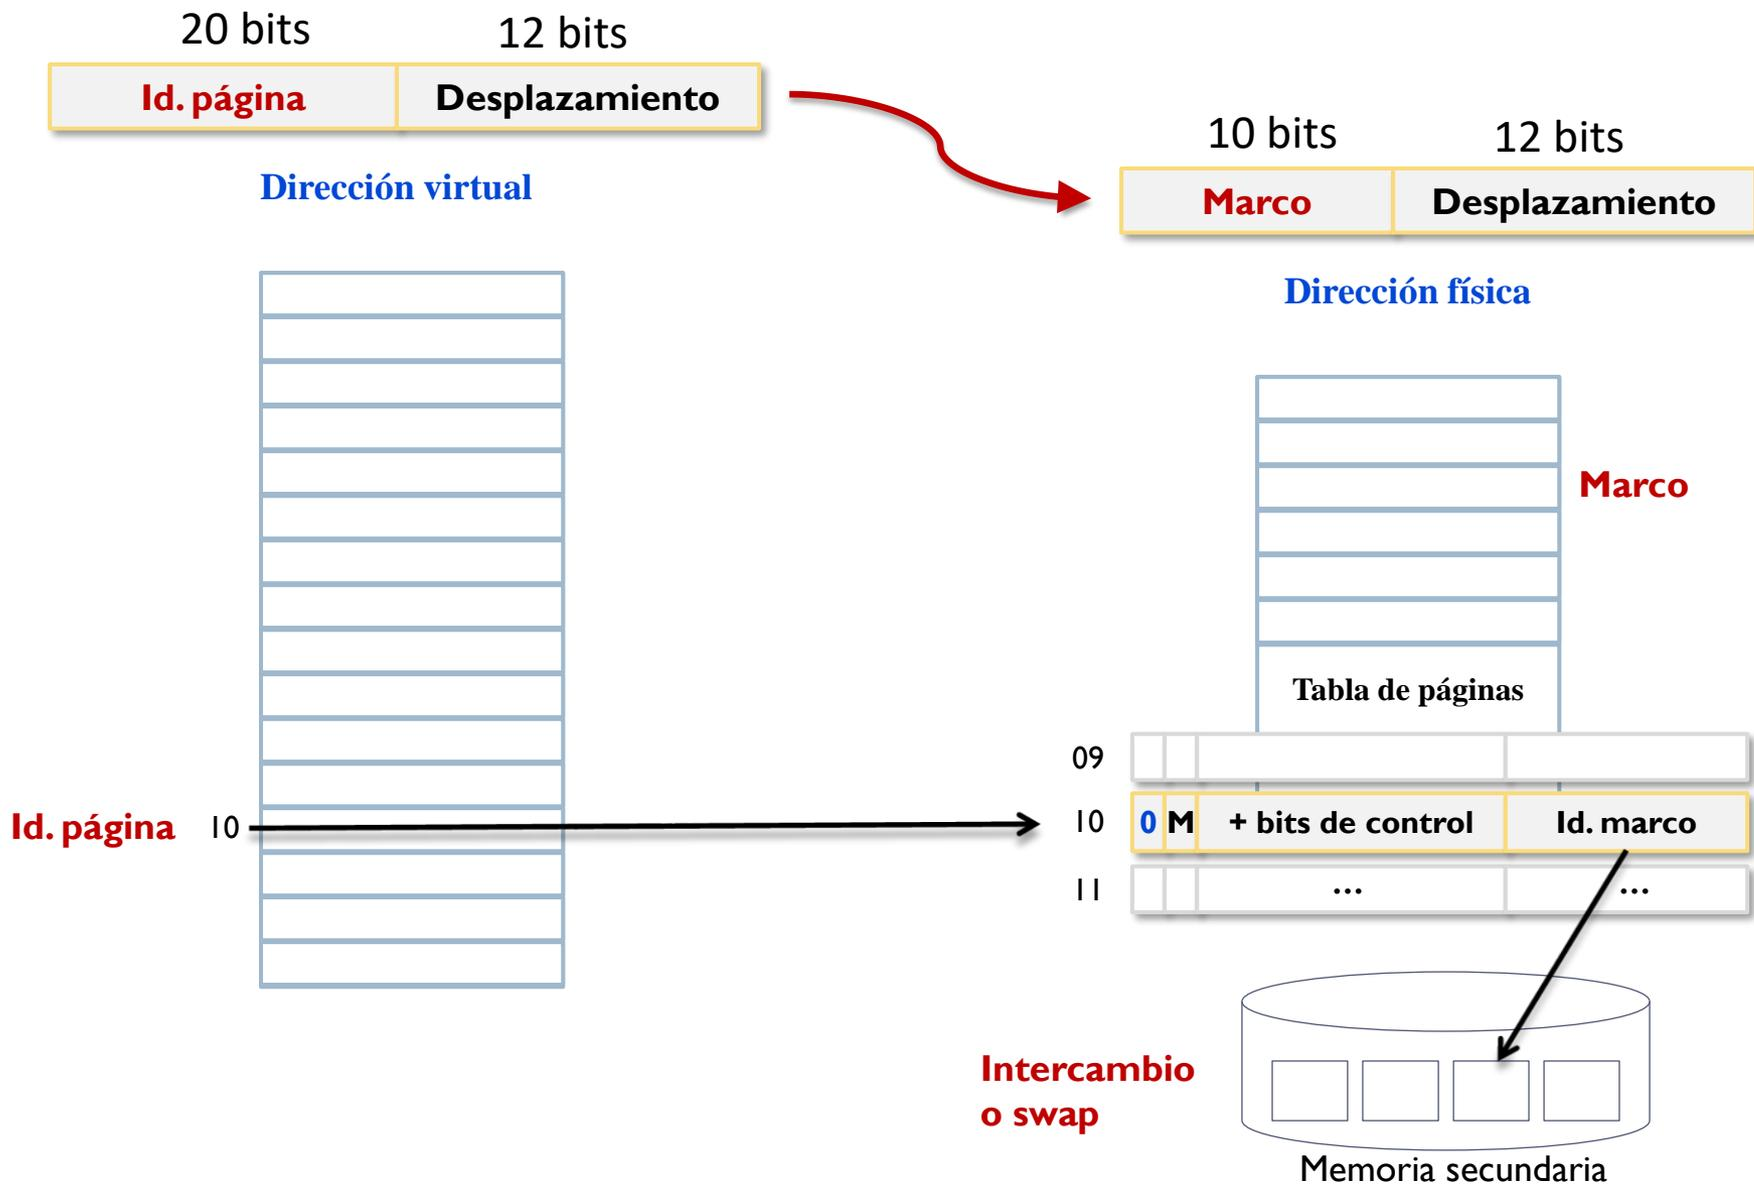 20 bits
12 bits
Id. página
Desplazamiento
Dirección virtual
10 bits
12 bits
Marco
Desplazamiento
Dirección física
Marco
Tabla de páginas
09
Id. página
10
10
0
M
+ bits de control
Id. marco
11
...
...
Intercambio
o swap
Memoria secundaria